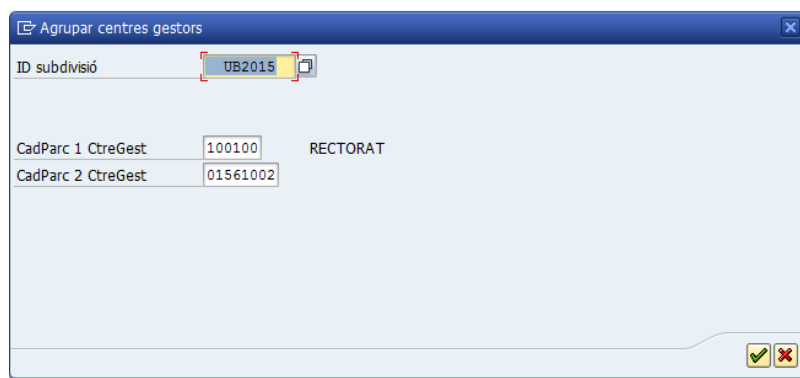 Agrupar centres gestors
ID subdivisió UB2015
CadParc 1 CtreGest 100100 RECTORAT
CadParc 2 CtreGest 01561002